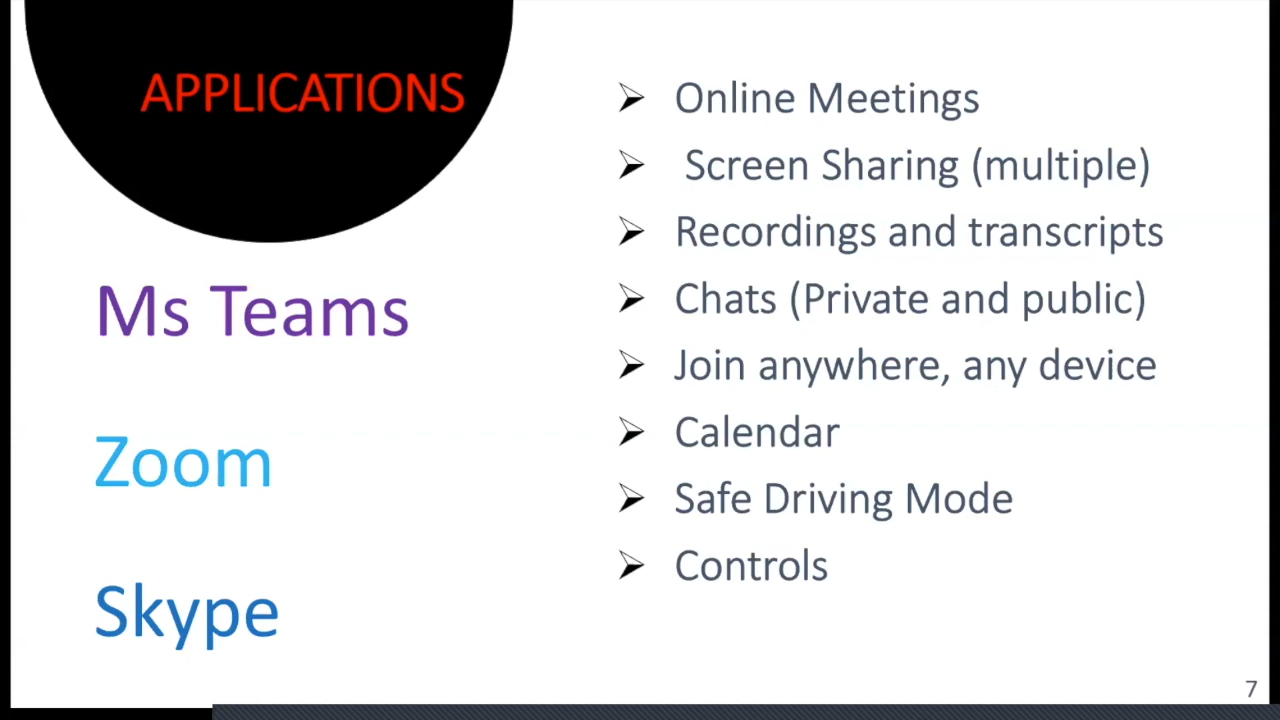 APPLICATIONS
Ms Teams
Zoom
Skype
Online Meetings
Screen Sharing (multiple)
Recordings and transcripts
Chats (Private and public)
Join anywhere, any device
Calendar
Safe Driving Mode
Controls
7